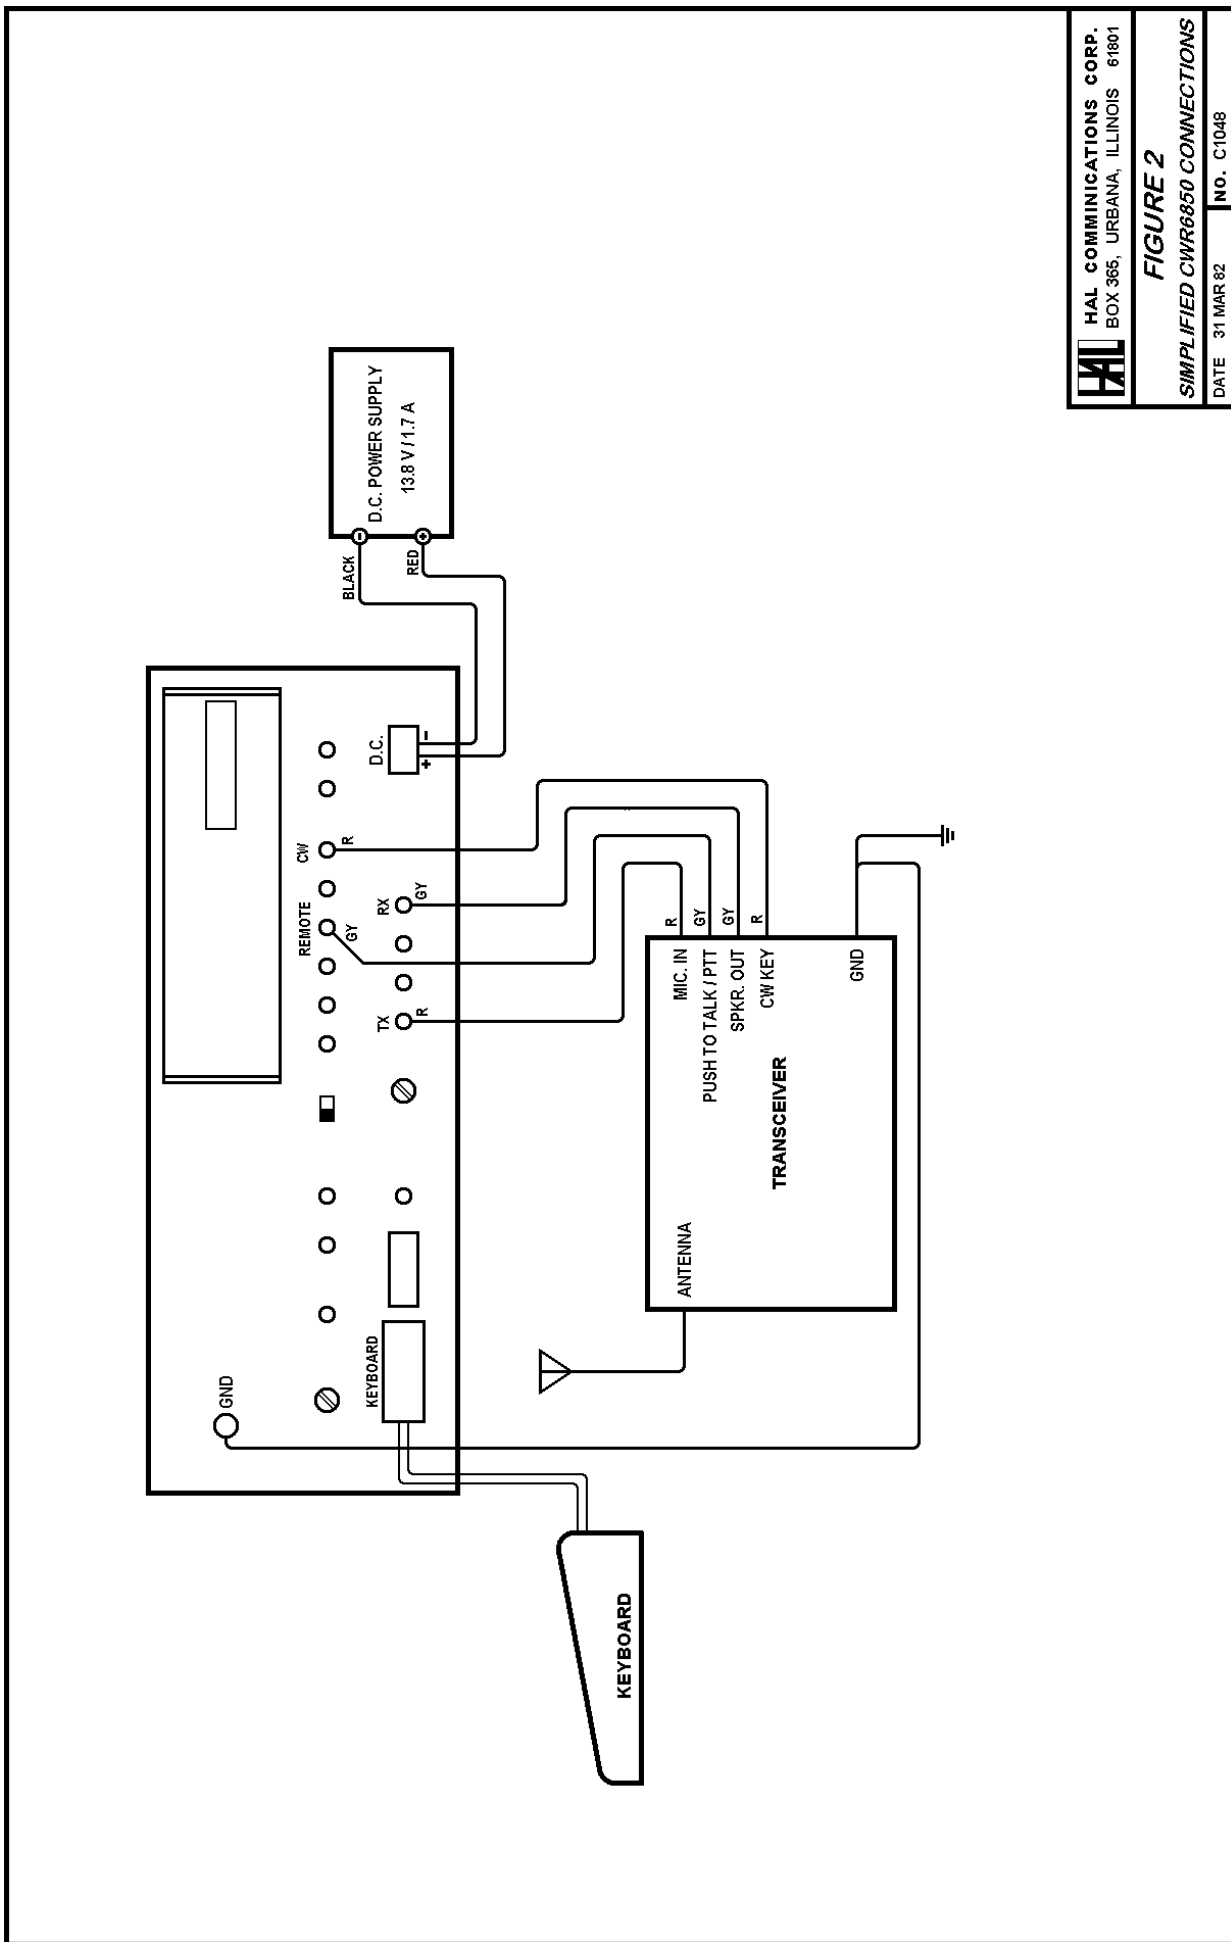 GND
REMOTE
CW
GY
R
KEYBOARD
TX
RX
D.C.
R
GY
+
-
BLACK
RED
-
+
D.C. POWER SUPPLY
13.8 V / 1.7 A
KEYBOARD
R
GY
GY
R
ANTENNA
MIC. IN
PUSH TO TALK / PTT
SPKR. OUT
CW KEY
TRANSCEIVER
GND
HAL
HAL COMMINICATIONS CORP.
BOX 365, URBANA, ILLINOIS 61801
FIGURE 2
SIMPLIFIED CWR6850 CONNECTIONS
DATE 31 MAR 82
NO. C1048